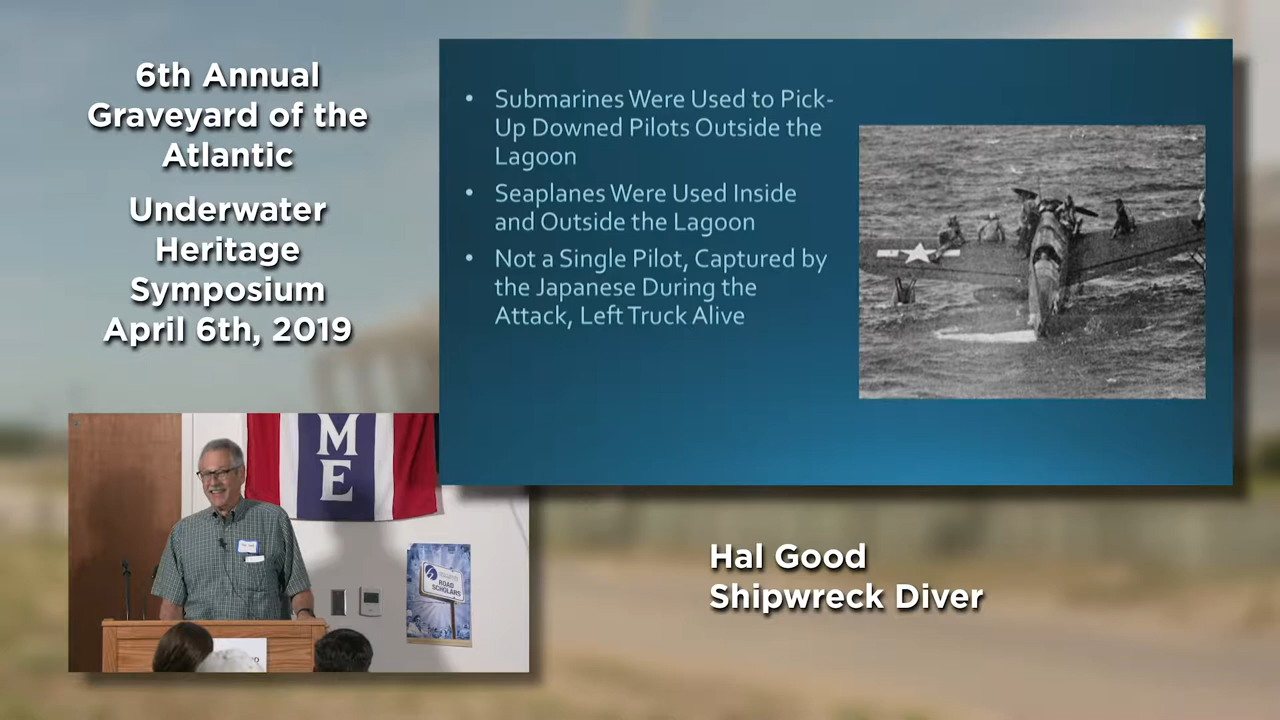 6th Annual
Graveyard of the
Atlantic
Underwater
Heritage
Symposium
April 6th, 2019
• Submarines Were Used to Pick-
Up Downed Pilots Outside the
Lagoon
• Seaplanes Were Used Inside
and Outside the Lagoon
• Not a Single Pilot, Captured by
the Japanese During the
Attack, Left Truck Alive
M
E
ROAD
SCHOLARS
Hal Good
Shipwreck Diver